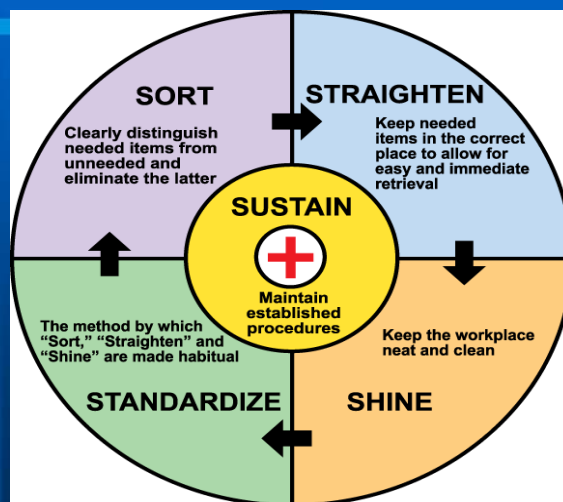 SORT
Clearly distinguish
needed items from
unneeded and
eliminate the latter
STRAIGHTEN
Keep needed
items in the correct
place to allow for
easy and immediate
retrieval
SUSTAIN
Maintain
established
procedures
The method by which
“Sort,” “Straighten” and
“Shine” are made habitual
STANDARDIZE
Keep the workplace
neat and clean
SHINE